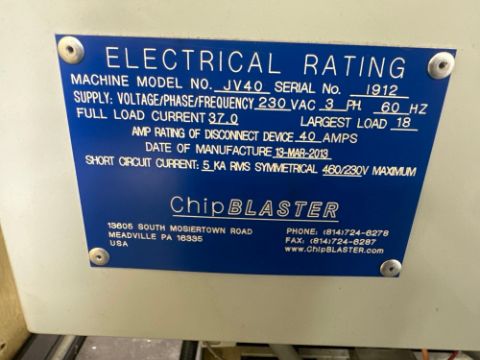 ELECTRICAL RATING
MACHINE MODEL NO. JV40 SERIAL No. 1912
SUPPLY: VOLTAGE/PHASE/FREQUENCY 230 VAC 3 PH 60 HZ
FULL LOAD CURRENT 37.0 LARGEST LOAD 18
AMP RATING OF DISCONNECT DEVICE 40 AMPS
DATE OF MANUFACTURE 13-MAR-2013
SHORT CIRCUIT CURRENT: 5 KA RMS SYMMETRICAL 460/230V MAXIMUM
ChipBLASTER
13605 SOUTH MOSIERTOWN ROAD
MEADVILLE PA 16335
USA
PHONE: (814)724-6278
FAX: (814)724-6287
www.ChipBLASTER.com